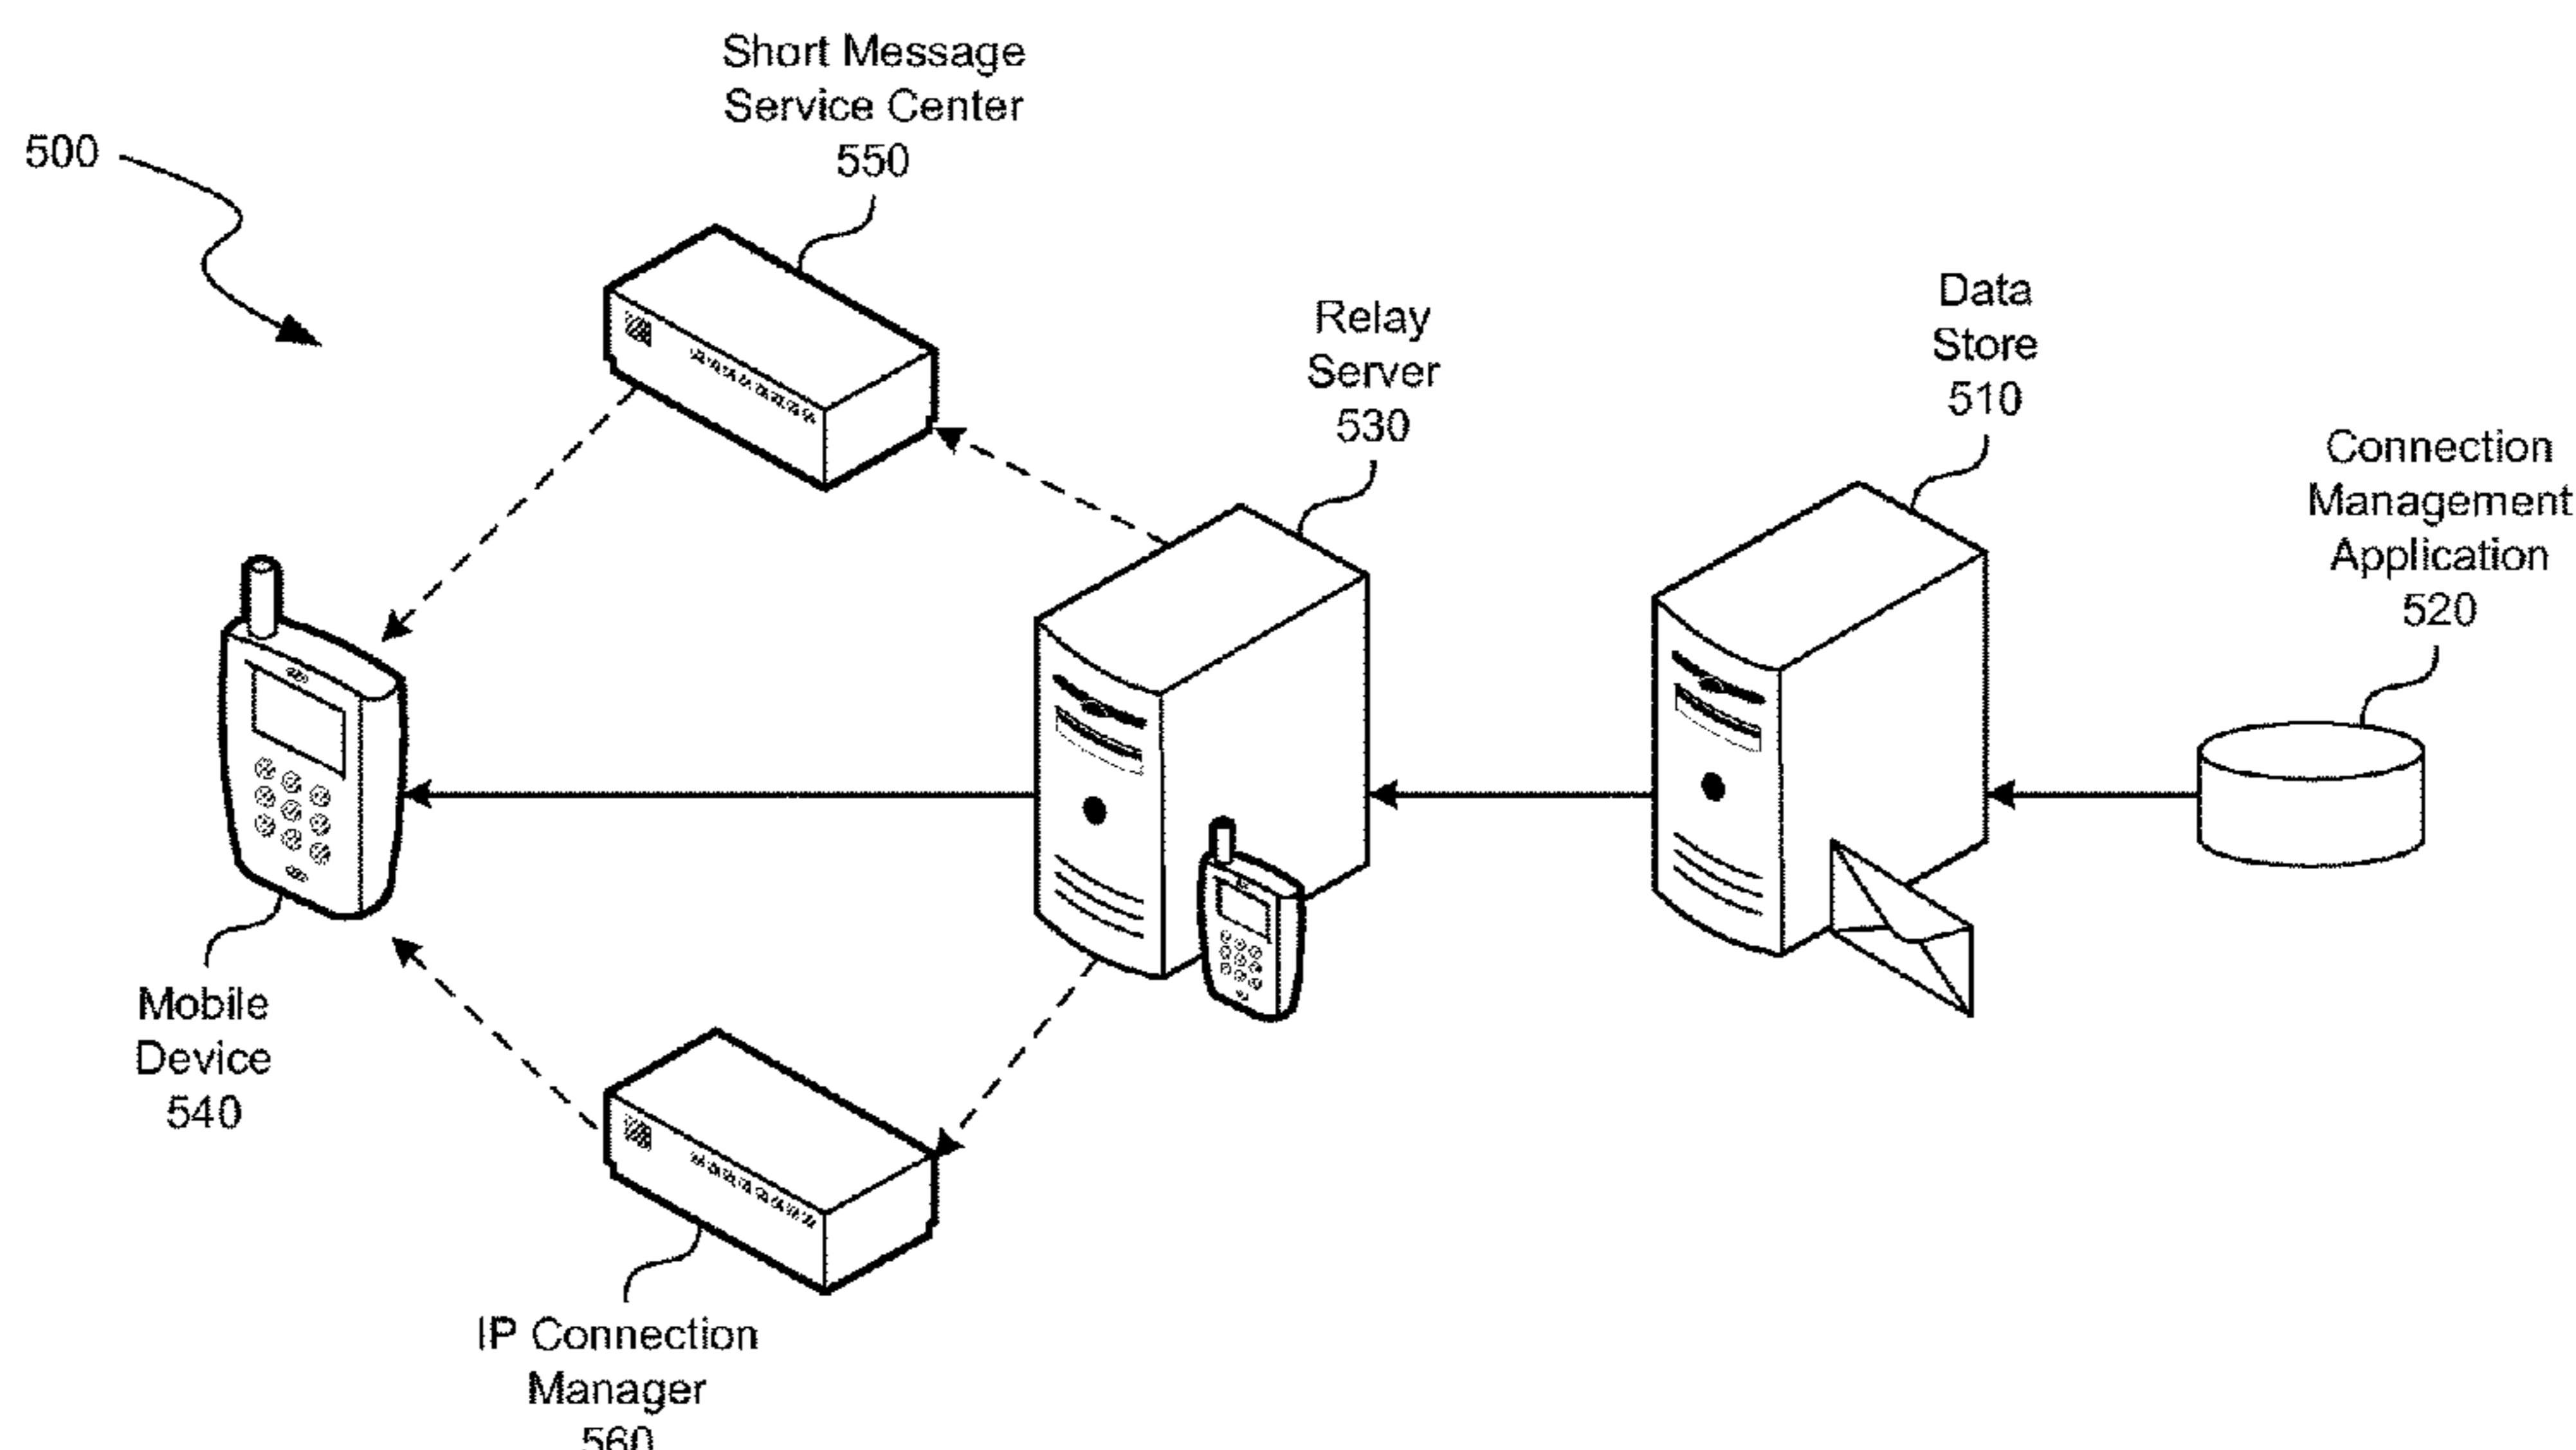 Short Message
Service Center
550
500
Relay
Server
530
Data
Store
510
Connection
Management
Application
520
Mobile
Device
540
IP Connection
Manager
560